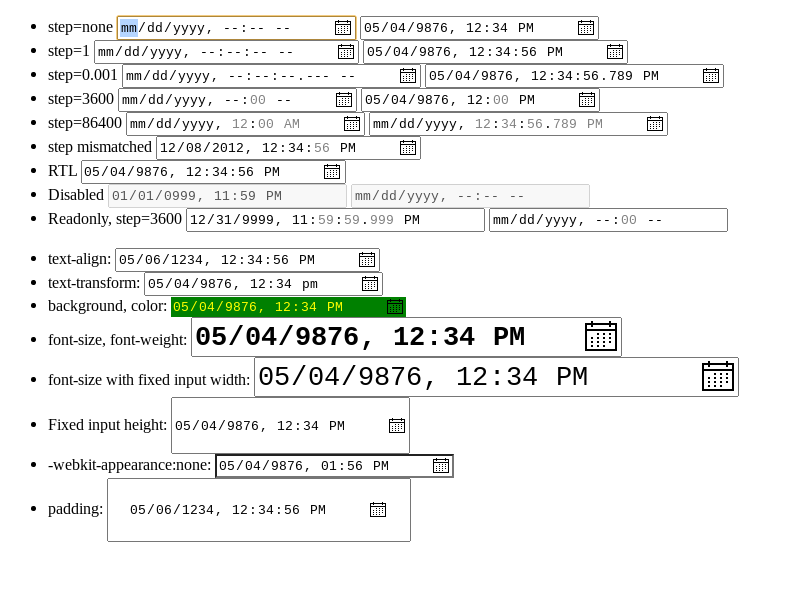 step=none mm/dd/yyyy, --:-- -- 05/04/9876, 12:34 PM
step=1 mm/dd/yyyy, --:--:-- -- 05/04/9876, 12:34:56 PM
step=0.001 mm/dd/yyyy, --:--:--.--- -- 05/04/9876, 12:34:56.789 PM
step=3600 mm/dd/yyyy, --:00 -- 05/04/9876, 12:00 PM
step=86400 mm/dd/yyyy, 12:00 AM mm/dd/yyyy, 12:34:56.789 PM
step mismatched 12/08/2012, 12:34:56 PM
RTL 05/04/9876, 12:34:56 PM
Disabled 01/01/0999, 11:59 PM mm/dd/yyyy, --:-- --
Readonly, step=3600 12/31/9999, 11:59:59.999 PM mm/dd/yyyy, --:00 --
text-align: 05/06/1234, 12:34:56 PM
text-transform: 05/04/9876, 12:34 pm
background, color: 05/04/9876, 12:34 PM
font-size, font-weight: 05/04/9876, 12:34 PM
font-size with fixed input width: 05/04/9876, 12:34 PM
Fixed input height: 05/04/9876, 12:34 PM
-webkit-appearance:none: 05/04/9876, 01:56 PM
padding: 05/06/1234, 12:34:56 PM